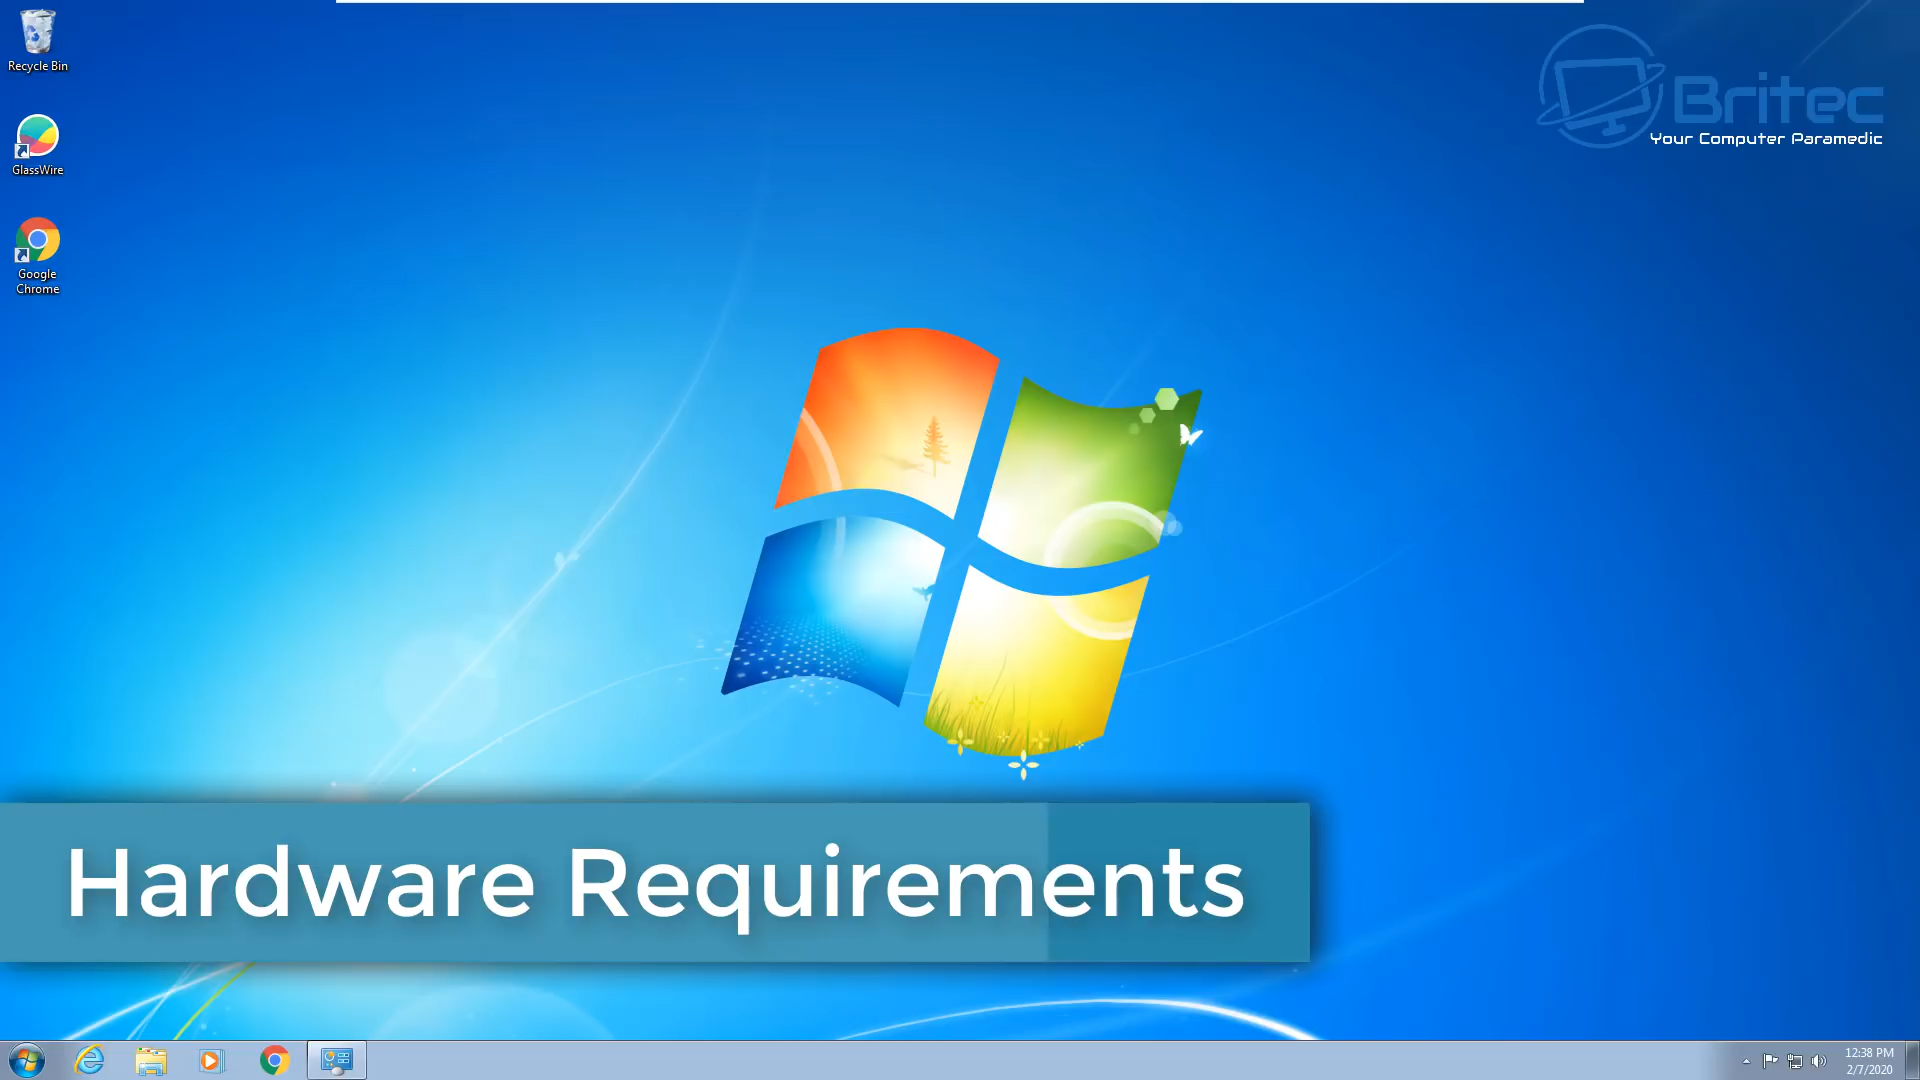 Recycle Bin
GlassWire
Google
Chrome
Britec
Your Computer Paramedic
Hardware Requirements
12:38 PM
2/7/2020